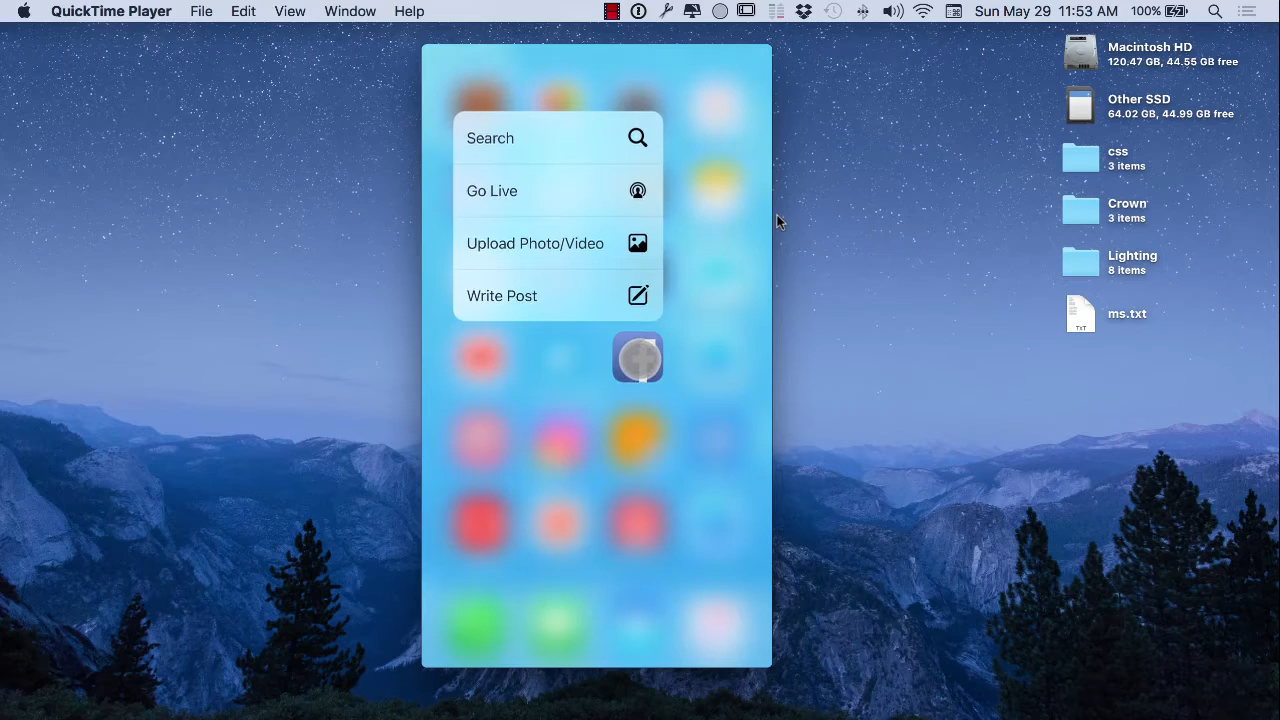 QuickTime Player File Edit View Window Help Sun May 29 11:53 AM 100%
Macintosh HD
120.47 GB, 44.55 GB free
Other SSD
64.02 GB, 44.99 GB free
css
3 items
Crown
3 items
Lighting
8 items
TXT
ms.txt
Search
Go Live
Upload Photo/Video
Write Post